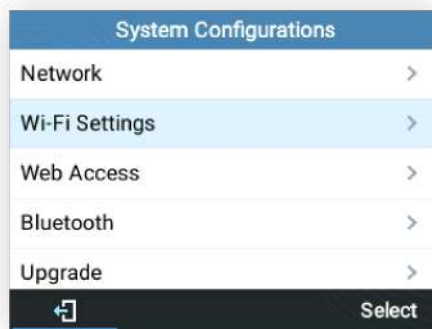 System Configurations
Network
Wi-Fi Settings
Web Access
Bluetooth
Upgrade
Select